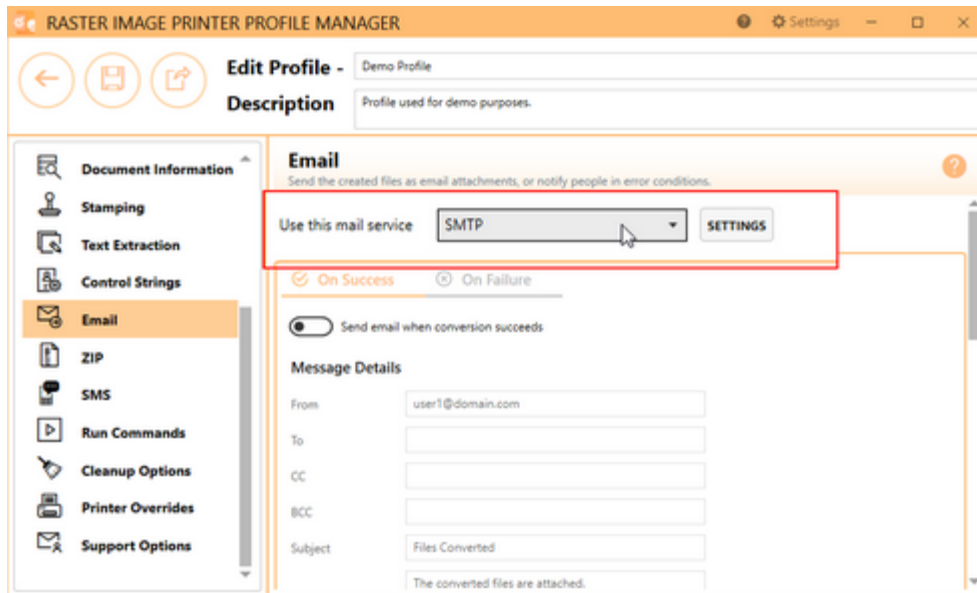 RASTER IMAGE PRINTER PROFILE MANAGER
Settings
Edit Profile - Demo Profile
Description Profile used for demo purposes.
Document Information
Stamping
Text Extraction
Control Strings
Email
ZIP
SMS
Run Commands
Cleanup Options
Printer Overrides
Support Options
Email
Send the created files as email attachments, or notify people in error conditions.
Use this mail service SMTP SETTINGS
On Success On Failure
Send email when conversion succeeds
Message Details
From user1@domain.com
To
CC
BCC
Subject Files Converted
The converted files are attached.